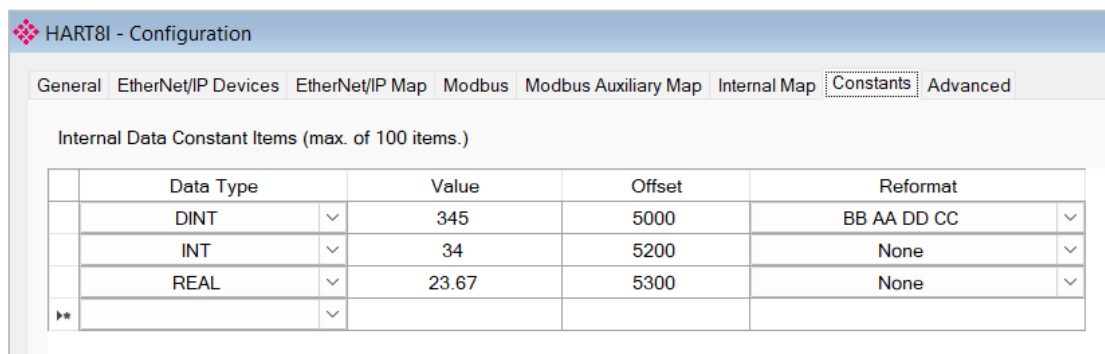 HART8I - Configuration
General EtherNet/IP Devices EtherNet/IP Map Modbus Modbus Auxiliary Map Internal Map Constants Advanced
Internal Data Constant Items (max. of 100 items.)
Data Type Value Offset Reformat
DINT 345 5000 BB AA DD CC
INT 34 5200 None
REAL 23.67 5300 None